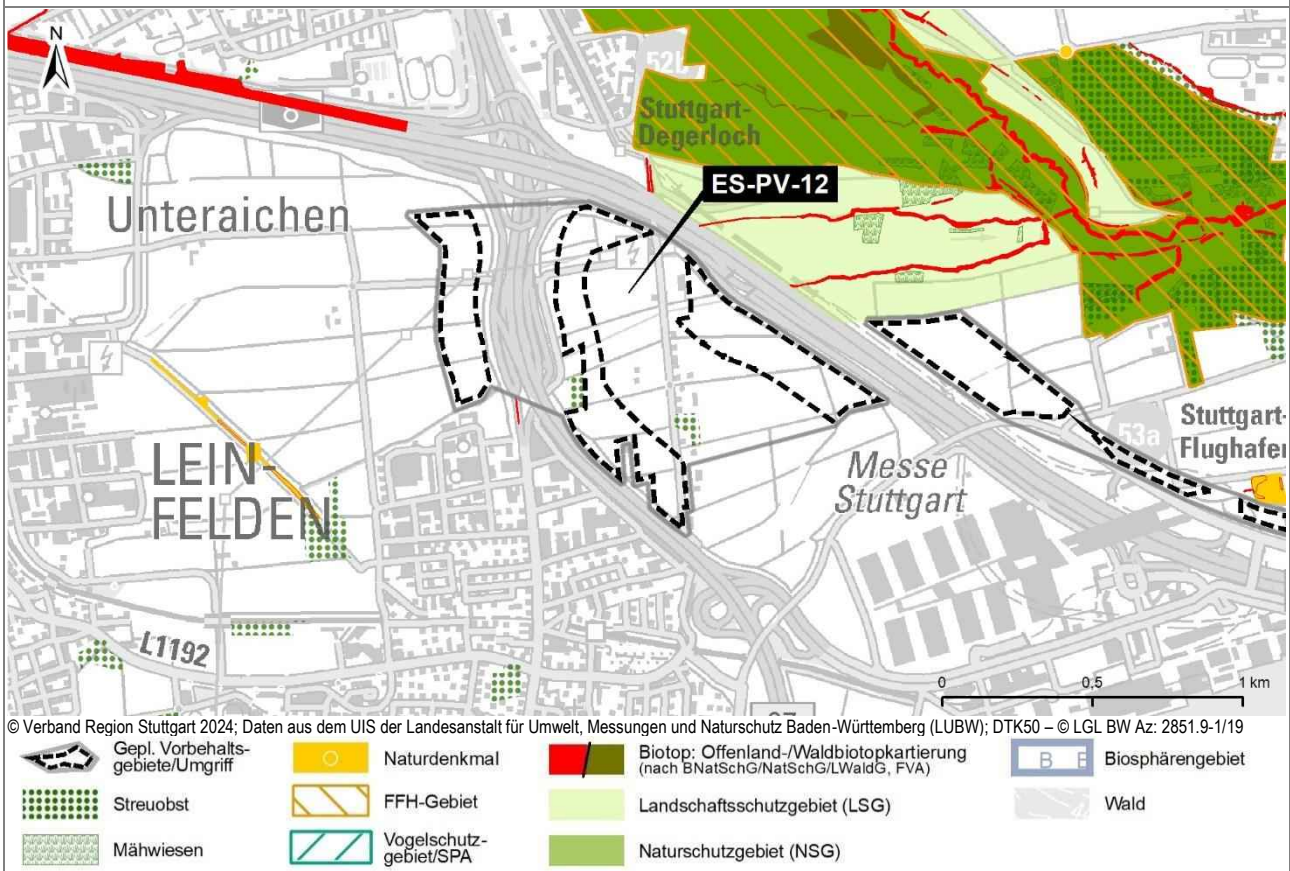 N
52b
Stuttgart-
Degerloch
ES-PV-12
Unteraichen
LEIN-
FELDEN
53a
Stuttgart-
Flughafen
Messe
Stuttgart
L1192
0
0,5
1 km
© Verband Region Stuttgart 2024; Daten aus dem UIS der Landesanstalt für Umwelt, Messungen und Naturschutz Baden-Württemberg (LUBW); DTK50 – © LGL BW Az: 2851.9-1/19
Gepl. Vorbehalts-
gebiete/Umgriff
Naturdenkmal
Biotop: Offenland-/Waldbiotopkartierung
(nach BNatSchG/NatSchG/LWaldG, FVA)
B E
Biosphärengebiet
Streuobst
FFH-Gebiet
Landschaftsschutzgebiet (LSG)
Wald
Mähwiesen
Vogelschutz-
gebiet/SPA
Naturschutzgebiet (NSG)